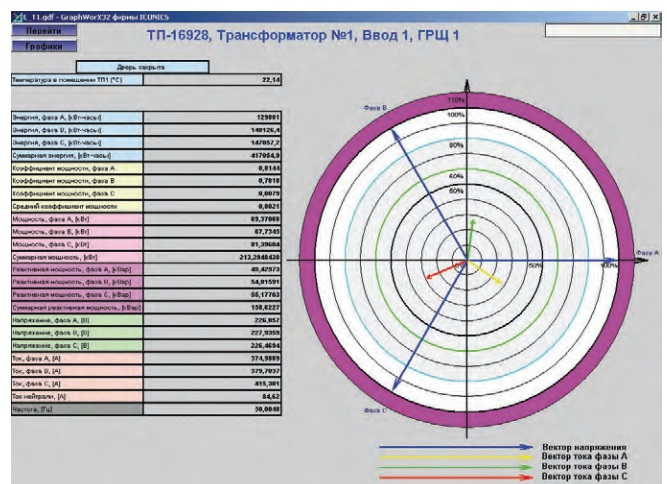 t_11.gdf - GraphWorX32 фирмы ICONICS
Перейти
Графики
ТП-16928, Трансформатор №1, Ввод 1, ГРЩ 1
Дверь закрыта
Температура в помещении ТП1 (°C) 22,14
Энергия, фаза A, [кВт-часы] 129881
Энергия, фаза B, [кВт-часы] 140126,4
Энергия, фаза C, [кВт-часы] 147057,2
Суммарная энергия, [кВт-часы] 417054,8
Коэффициент мощности, фаза A 0,8144
Коэффициент мощности, фаза B 0,7818
Коэффициент мощности, фаза C 0,8079
Средний коэффициент мощности 0,8021
Мощность, фаза A, [кВт] 69,37008
Мощность, фаза B, [кВт] 67,7345
Мощность, фаза C, [кВт] 81,39604
Суммарная мощность, [кВт] 213,2948438
Реактивная мощность, фаза A, [кВар] 49,42973
Реактивная мощность, фаза B, [кВар] 54,01591
Реактивная мощность, фаза C, [кВар] 55,17703
Суммарная реактивная мощность, [кВар] 158,6227
Напряжение, фаза A, [В] 226,857
Напряжение, фаза B, [В] 227,9359
Напряжение, фаза C, [В] 226,4694
Ток, фаза A, [А] 374,9089
Ток, фаза B, [А] 379,7037
Ток, фаза C, [А] 415,301
Ток нейтрали, [А] 84,62
Частота, [Гц] 50,0048
Фаза B
110%
100%
80%
60%
50%
Фаза A
50%
100%
Фаза C
Вектор напряжения
Вектор тока фазы A
Вектор тока фазы B
Вектор тока фазы C